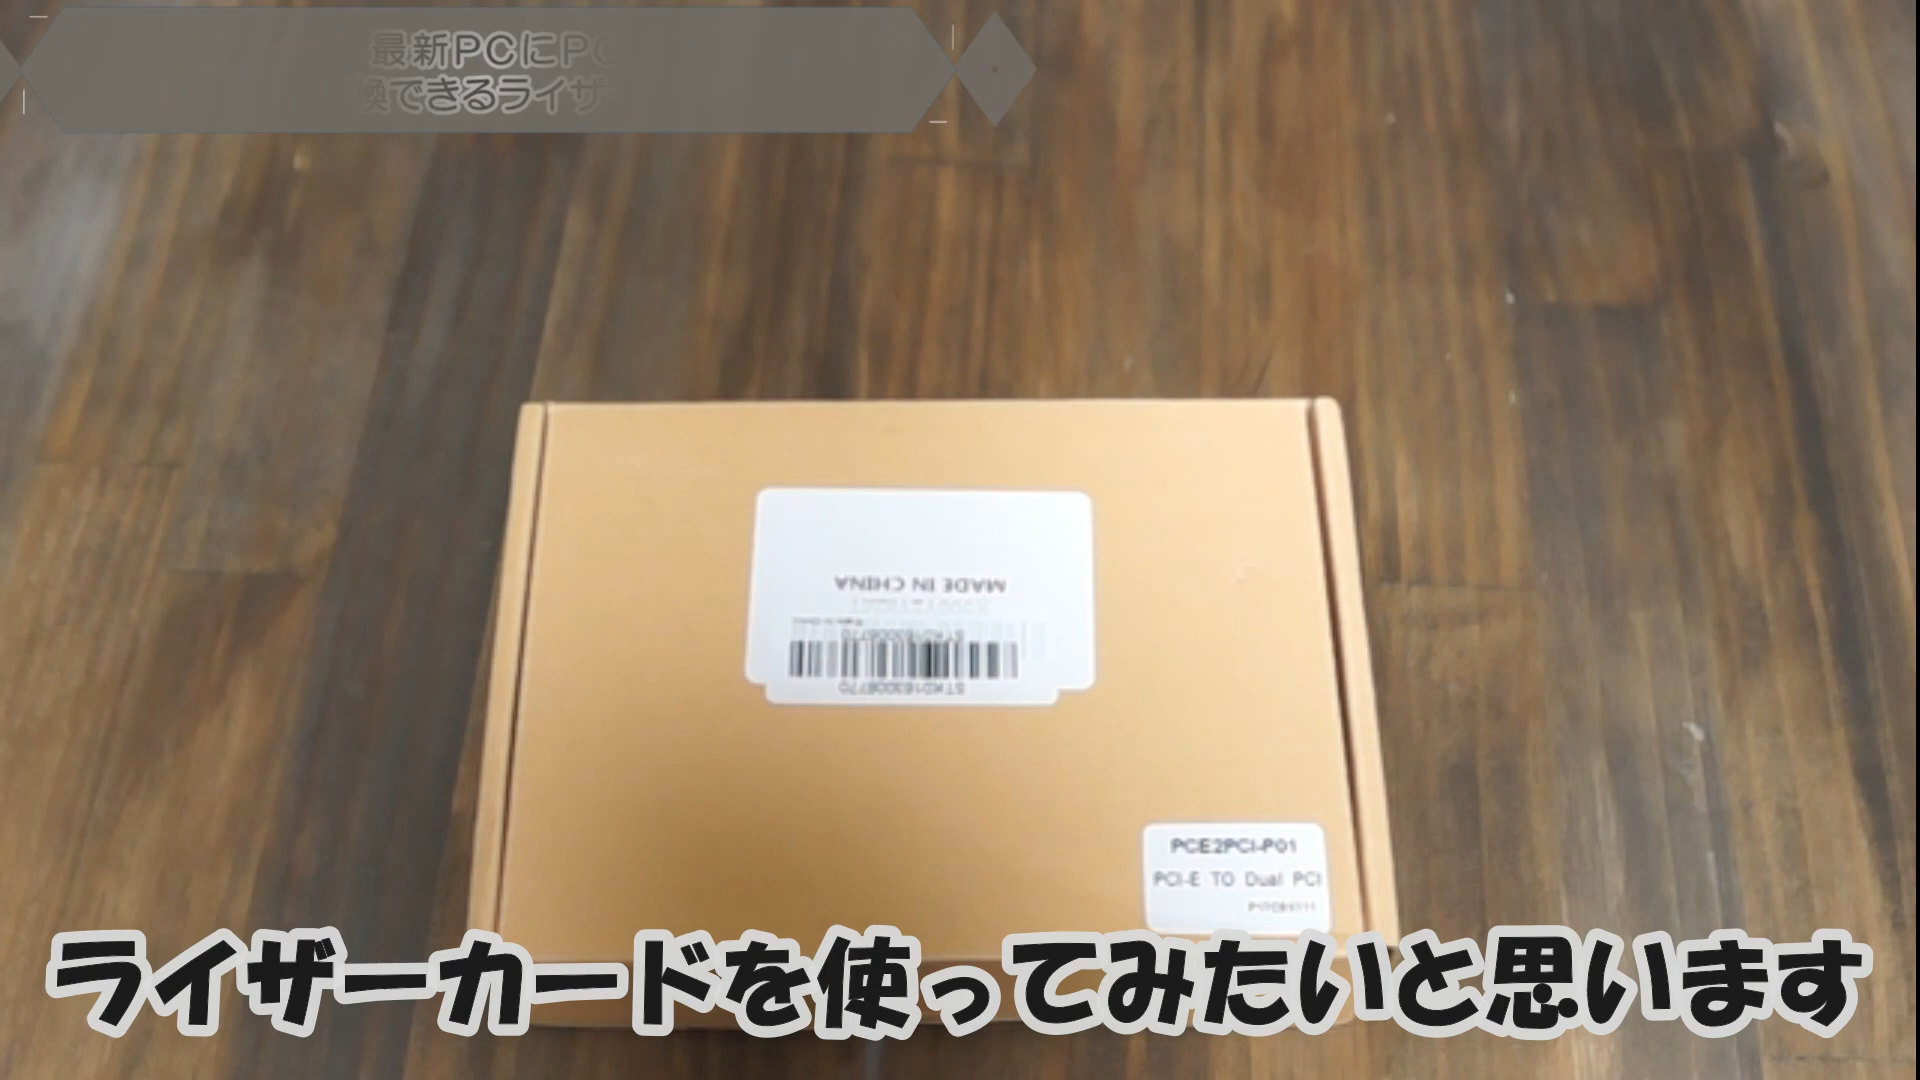 最新PCにPC
換できるライザ
MADE IN CHINA
PCE2PCI-P01
PCI-E TO Dual PCI
ライザーカードを使ってみたいと思います